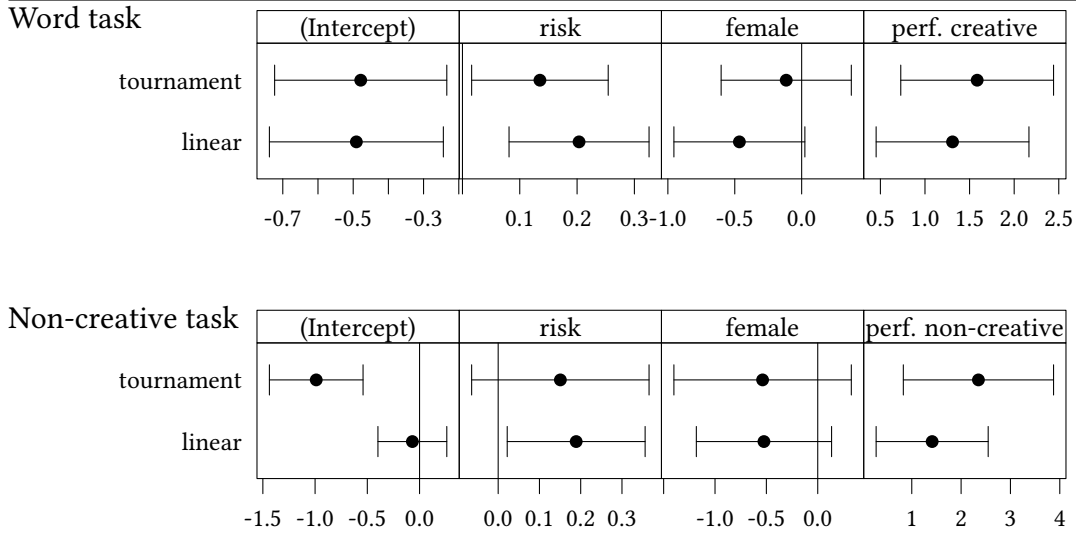 Word task
(Intercept) risk female perf. creative
tournament
linear
-0.7 -0.5 -0.3 0.1 0.2 0.3 -1.0 -0.5 0.0 0.5 1.0 1.5 2.0 2.5
Non-creative task
(Intercept) risk female perf. non-creative
tournament
linear
-1.5 -1.0 -0.5 0.0 0.0 0.1 0.2 0.3 -1.0 -0.5 0.0 1 2 3 4